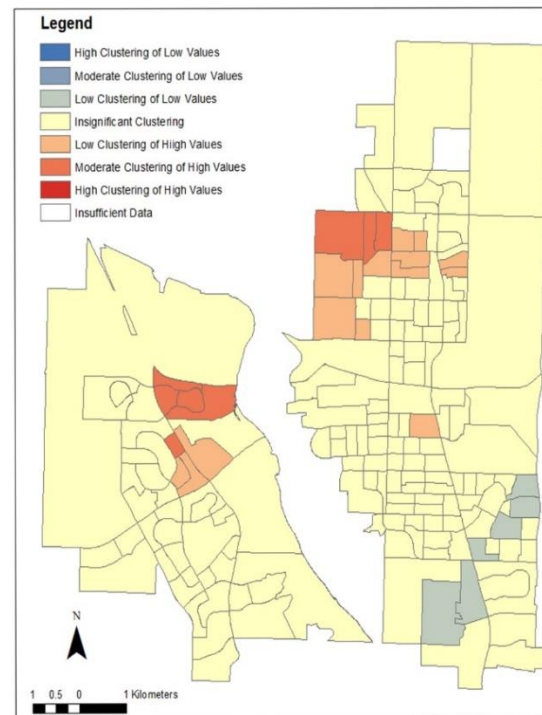 Legend
High Clustering of Low Values
Moderate Clustering of Low Values
Low Clustering of Low Values
Insignificant Clustering
Low Clustering of Hiigh Values
Moderate Clustering of High Values
High Clustering of High Values
Insufficient Data
N
1 0.5 0 1 Kilometers